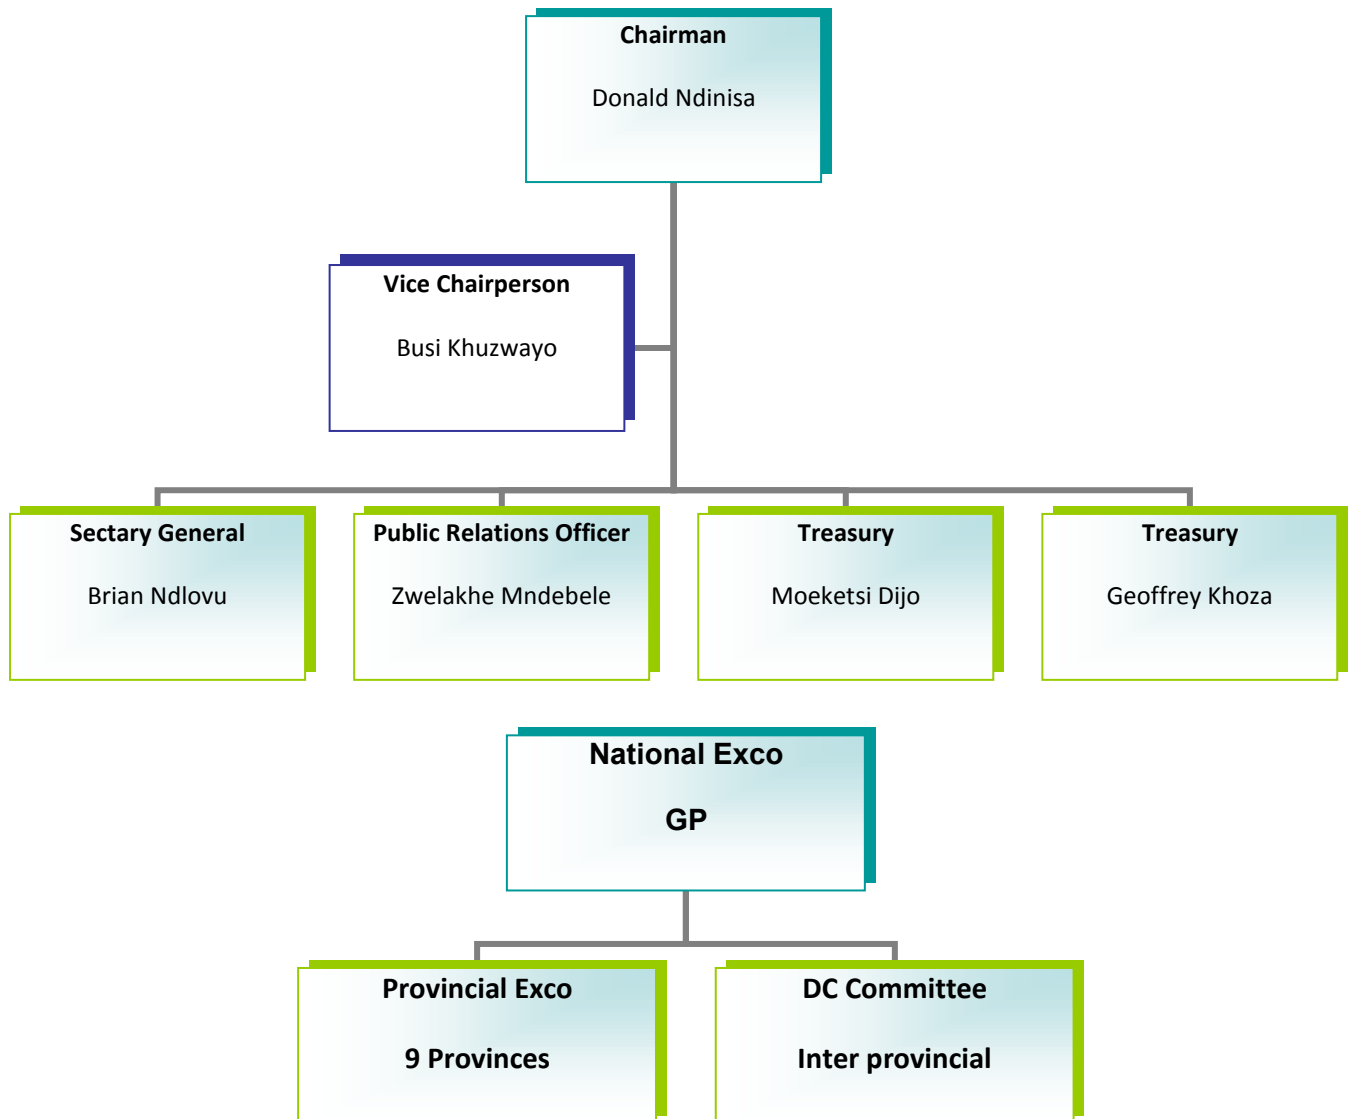 Chairman
Donald Ndinisa
Vice Chairperson
Busi Khuzwayo
Sectary General
Brian Ndlovu
Public Relations Officer
Zwelakhe Mndebele
Treasury
Moeketsi Dijo
Treasury
Geoffrey Khoza
National Exco
GP
Provincial Exco
9 Provinces
DC Committee
Inter provincial